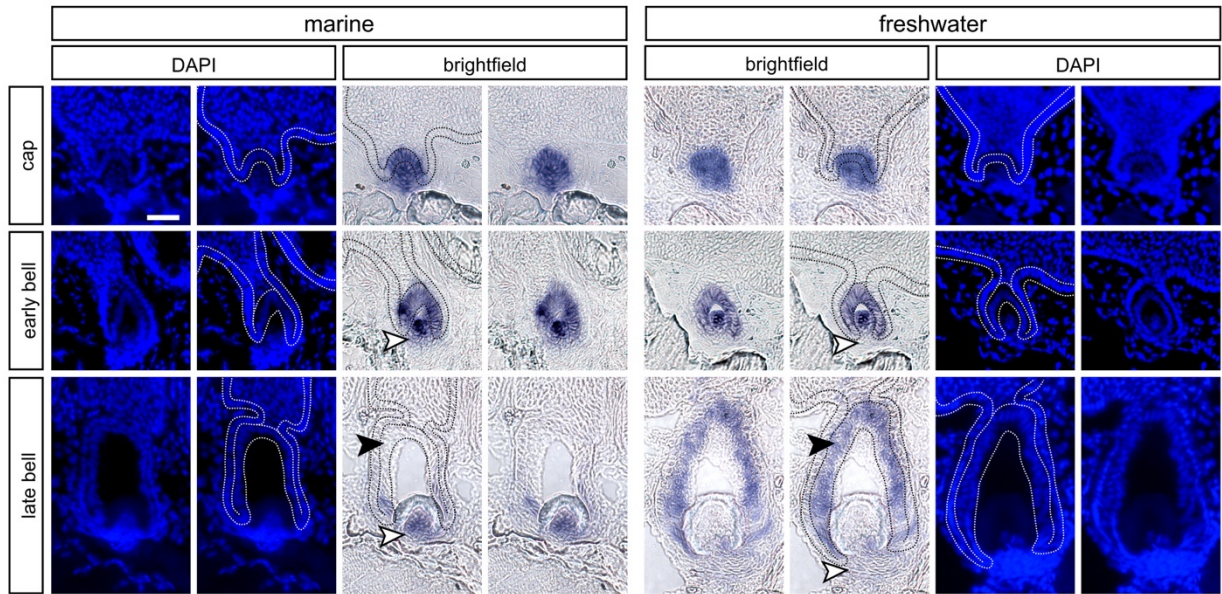 marine
freshwater
DAPI
brightfield
brightfield
DAPI
cap
early bell
late bell